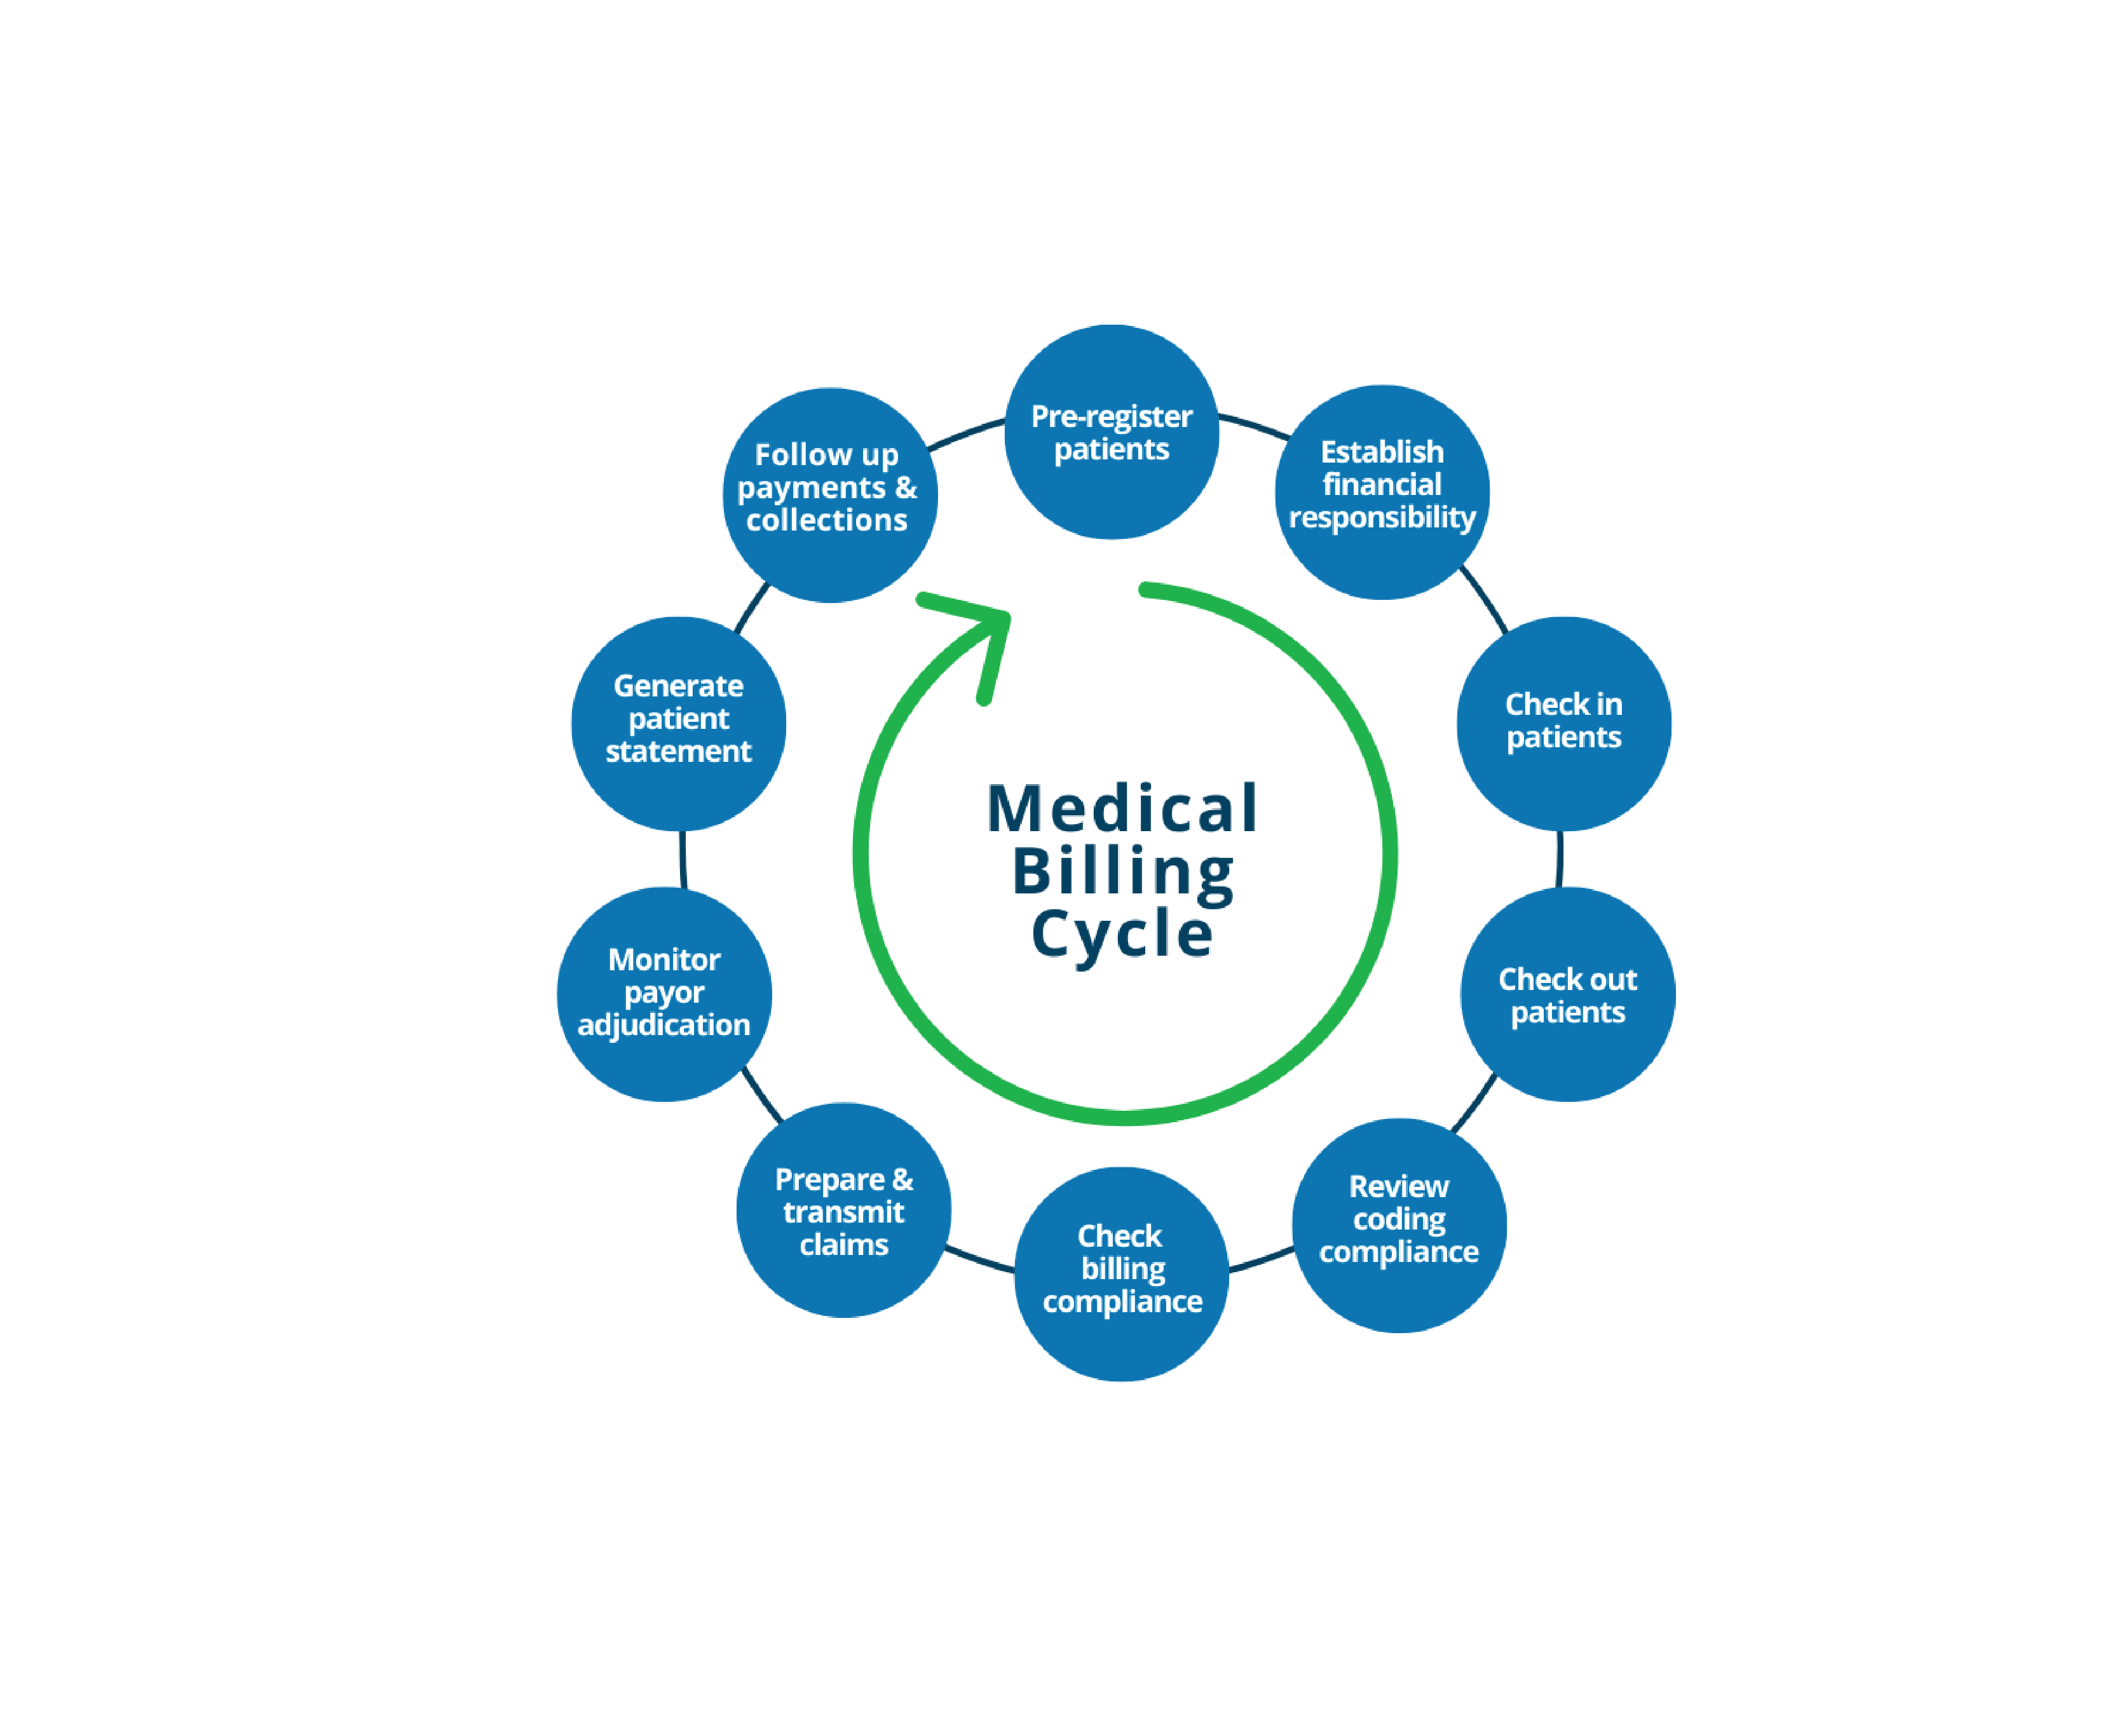 Pre-register
patients
Establish
financial
responsibility
Check in
patients
Check out
patients
Review
coding
compliance
Check
billing
compliance
Prepare &
transmit
claims
Monitor
payor
adjudication
Generate
patient
statement
Follow up
payments &
collections
Medical
Billing
Cycle